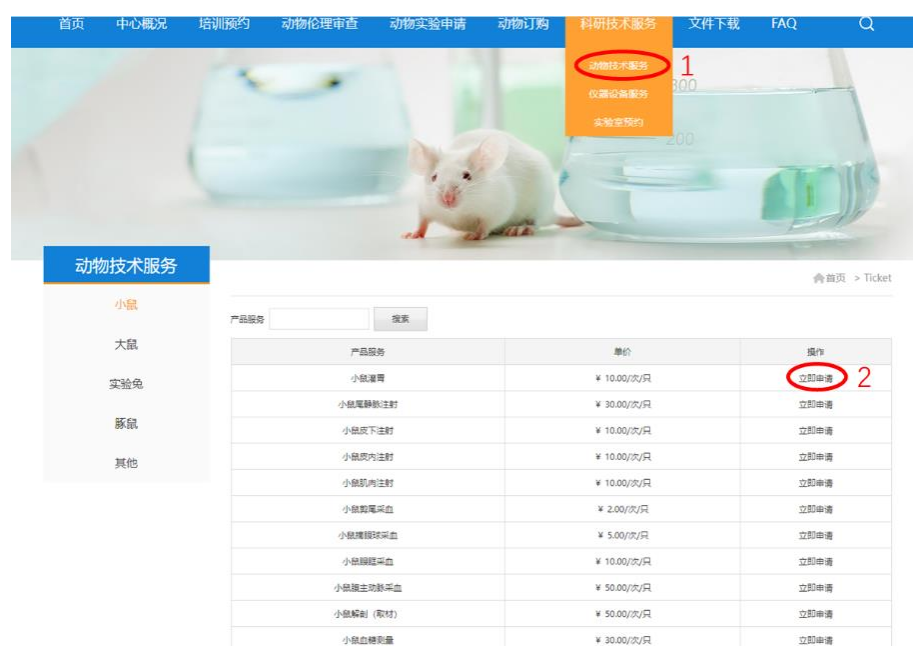 首页 中心概况 培训预约 动物伦理审查 动物实验申请 动物订购 科研技术服务 文件下载 FAQ
动物技术服务 1
仪器设备服务
实验室预约
300
200
动物技术服务
首页 > Ticket
小鼠
大鼠
实验兔
豚鼠
其他
产品服务 搜索
产品服务 单价 操作
小鼠灌胃 ¥ 10.00/次/只 立即申请 2
小鼠尾静脉注射 ¥ 30.00/次/只 立即申请
小鼠皮下注射 ¥ 10.00/次/只 立即申请
小鼠皮内注射 ¥ 10.00/次/只 立即申请
小鼠肌肉注射 ¥ 10.00/次/只 立即申请
小鼠剪尾采血 ¥ 2.00/次/只 立即申请
小鼠摘眼球采血 ¥ 5.00/次/只 立即申请
小鼠眼眶采血 ¥ 10.00/次/只 立即申请
小鼠腹主动脉采血 ¥ 50.00/次/只 立即申请
小鼠解剖（取材） ¥ 50.00/次/只 立即申请
小鼠血糖测量 ¥ 30.00/次/只 立即申请